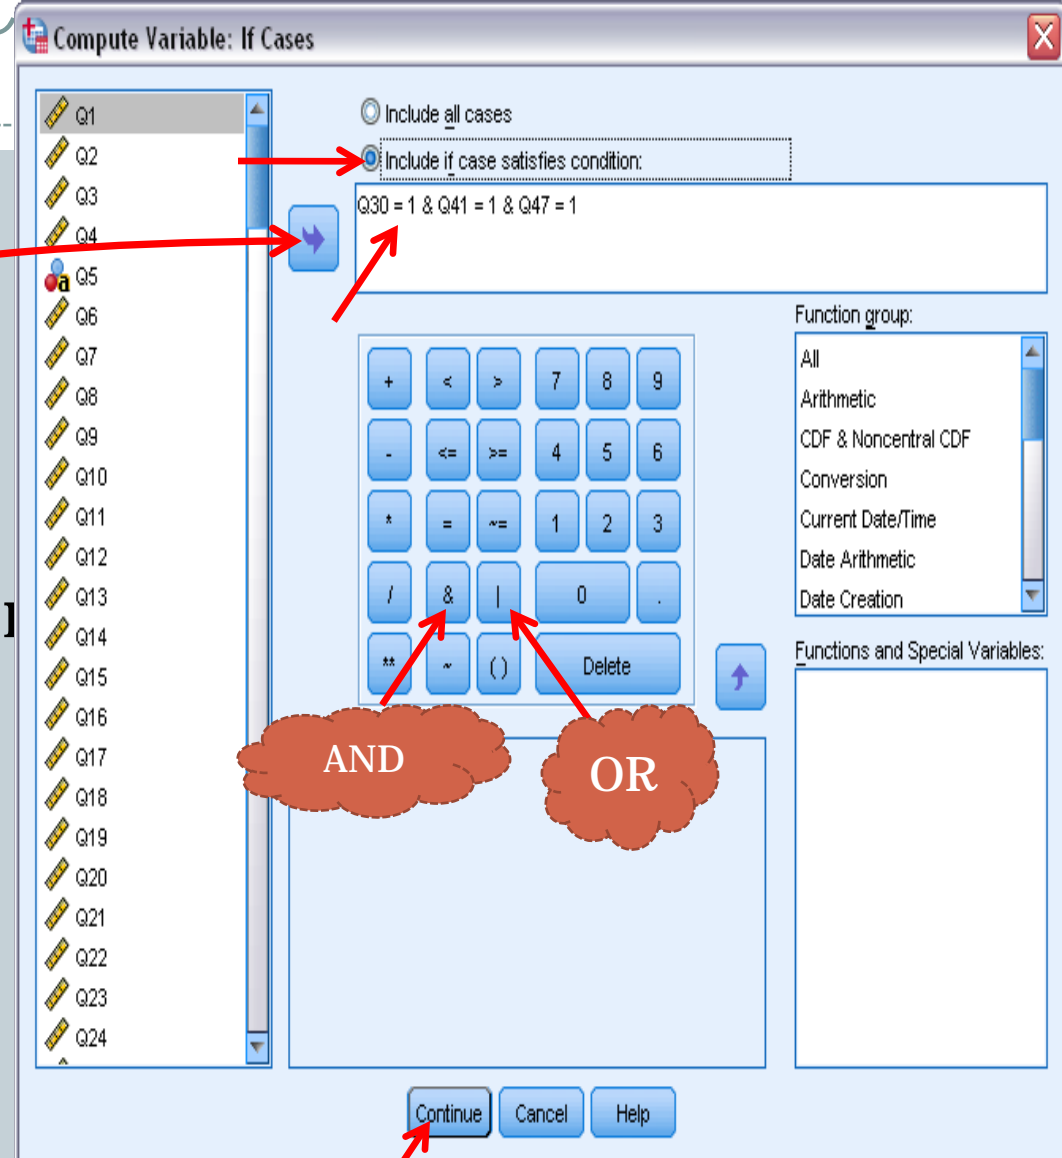 Compute Variable: If Cases
Q1
Q2
Q3
Q4
Q5
Q6
Q7
Q8
Q9
Q10
Q11
Q12
Q13
Q14
Q15
Q16
Q17
Q18
Q19
Q20
Q21
Q22
Q23
Q24
Include all cases
Include if case satisfies condition:
Q30 = 1 & Q41 = 1 & Q47 = 1
+ < > 7 8 9
- <= >= 4 5 6
* = ~= 1 2 3
/ & | 0 .
** ~ ( ) Delete
AND
OR
Function group:
All
Arithmetic
CDF & Noncentral CDF
Conversion
Current Date/Time
Date Arithmetic
Date Creation
Functions and Special Variables:
Continue Cancel Help